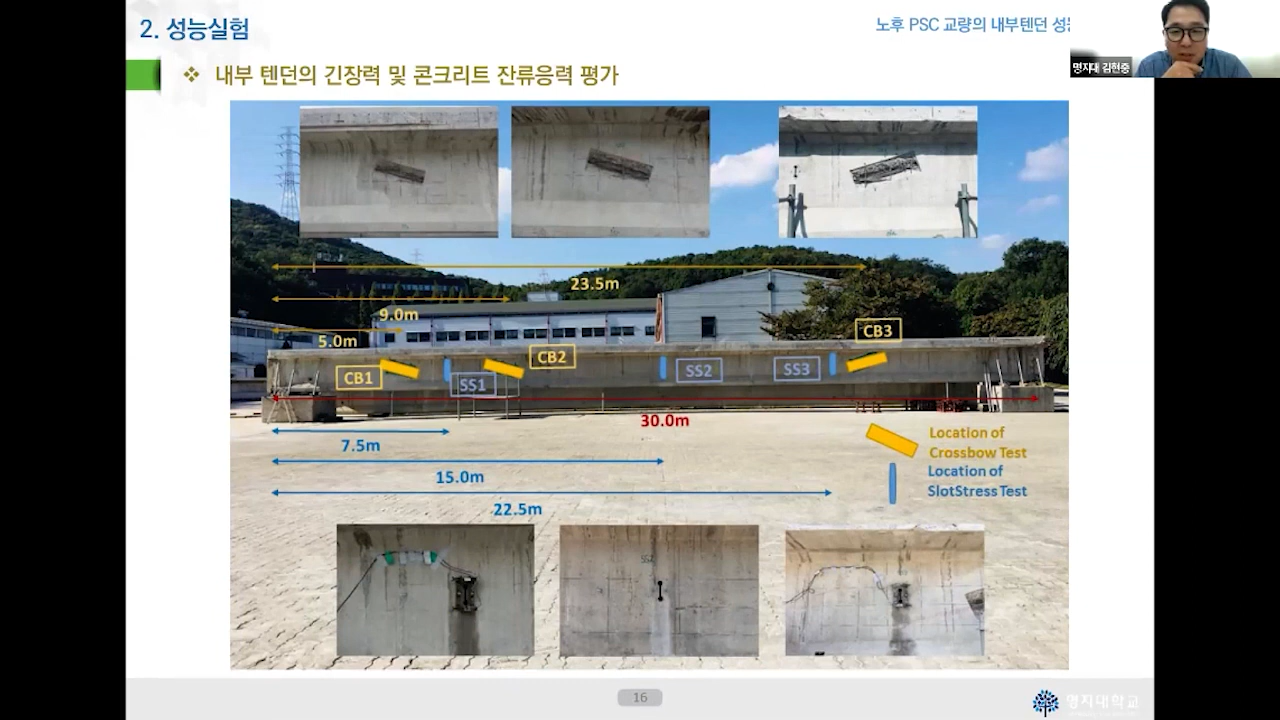 2. 성능실험
노후 PSC 교량의 내부텐던
명지대 김현중
❖ 내부 텐던의 긴장력 및 콘크리트 잔류응력 평가
23.5m
9.0m
5.0m
CB3
CB2
CB1
SS1
SS2
SS3
30.0m
7.5m
15.0m
22.5m
Location of
Crossbow Test
Location of
SlotStress Test
SS2
16
명지대학교